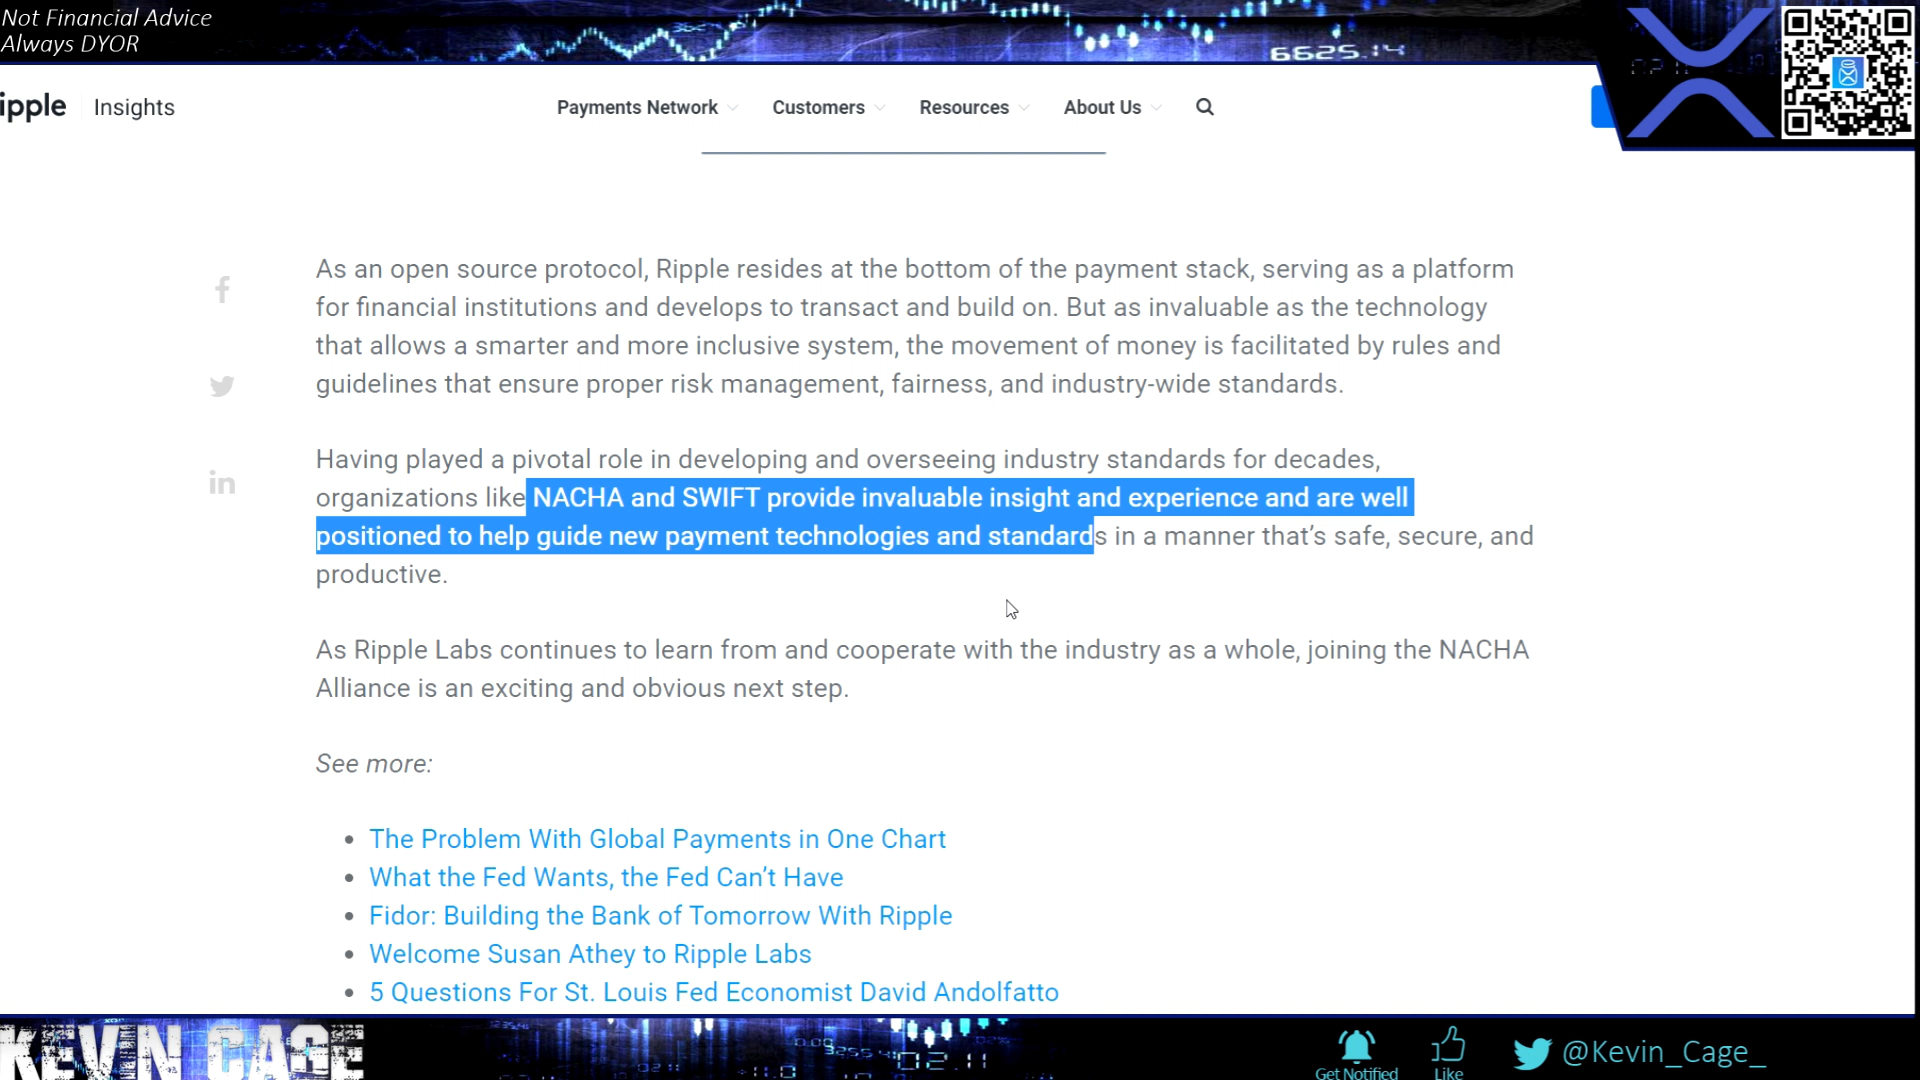 Not Financial Advice
Always DYOR
6625.14
ipple Insights
Payments Network Customers Resources About Us
As an open source protocol, Ripple resides at the bottom of the payment stack, serving as a platform
for financial institutions and develops to transact and build on. But as invaluable as the technology
that allows a smarter and more inclusive system, the movement of money is facilitated by rules and
guidelines that ensure proper risk management, fairness, and industry-wide standards.
Having played a pivotal role in developing and overseeing industry standards for decades,
organizations like NACHA and SWIFT provide invaluable insight and experience and are well
positioned to help guide new payment technologies and standards in a manner that’s safe, secure, and
productive.
As Ripple Labs continues to learn from and cooperate with the industry as a whole, joining the NACHA
Alliance is an exciting and obvious next step.
See more:
• The Problem With Global Payments in One Chart
• What the Fed Wants, the Fed Can’t Have
• Fidor: Building the Bank of Tomorrow With Ripple
• Welcome Susan Athey to Ripple Labs
• 5 Questions For St. Louis Fed Economist David Andolfatto
KEVIN CAGE
02.11
Get Notified
Like
@Kevin_Cage_